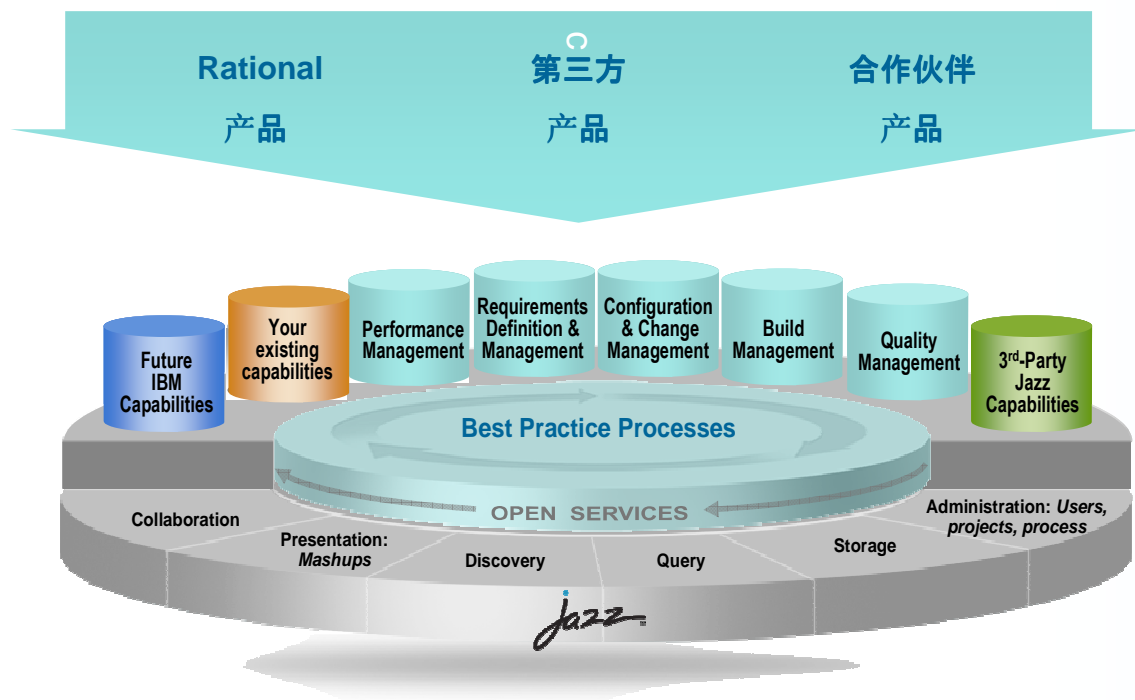 C
Rational
产品
第三方
产品
合作伙伴
产品
Future
IBM
Capabilities
Your
existing
capabilities
Performance
Management
Requirements
Definition &
Management
Configuration
& Change
Management
Build
Management
Quality
Management
3rd-Party
Jazz
Capabilities
Best Practice Processes
OPEN SERVICES
Collaboration
Presentation:
Mashups
Discovery
Query
Storage
Administration: Users,
projects, process
jazz